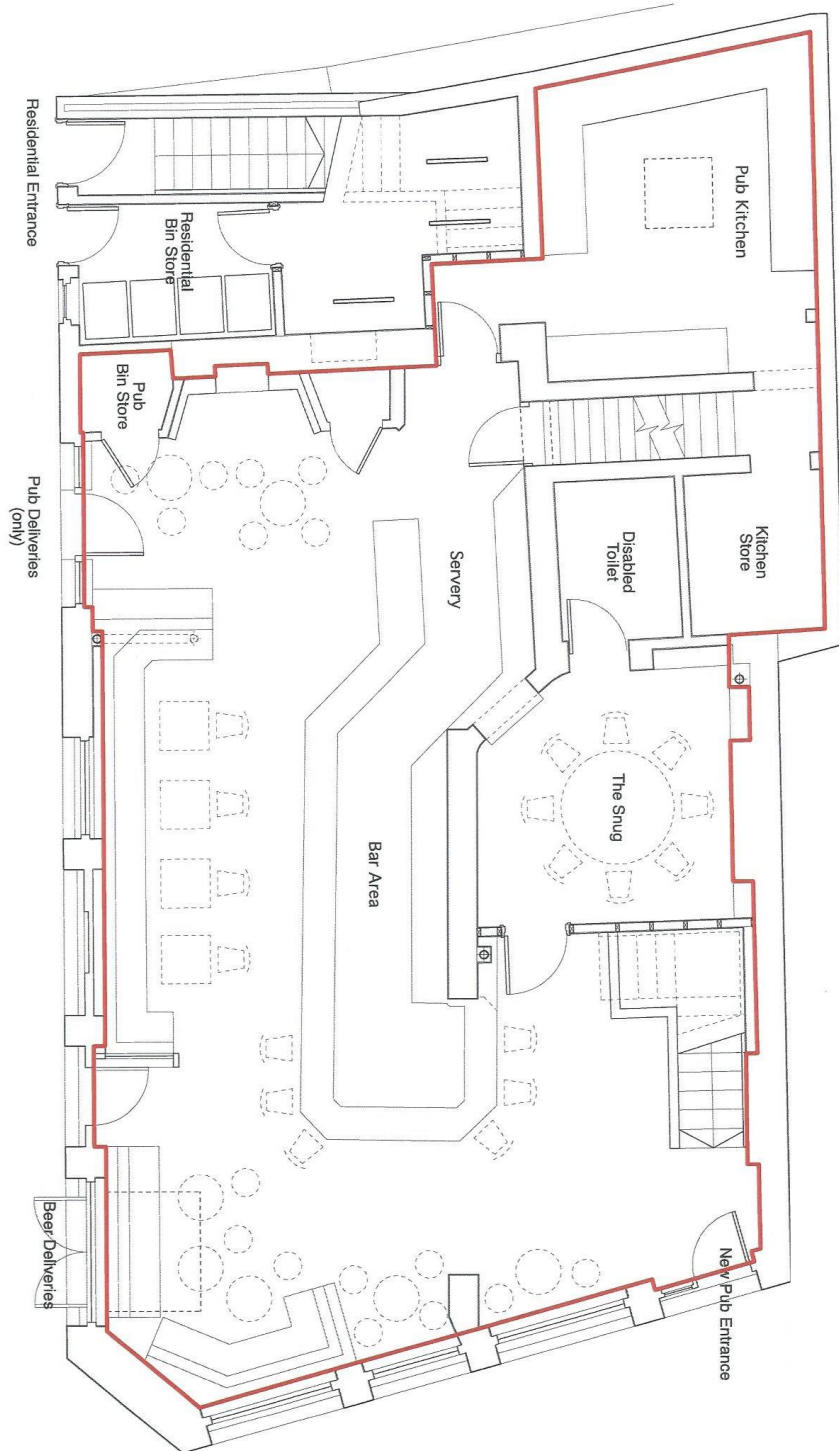 Residential Entrance
Residential
Bin Store
Pub
Bin Store
Pub Deliveries
(only)
Pub Kitchen
Kitchen
Store
Disabled
Toilet
Servery
The Snug
Bar Area
Beer Deliveries
New Pub Entrance